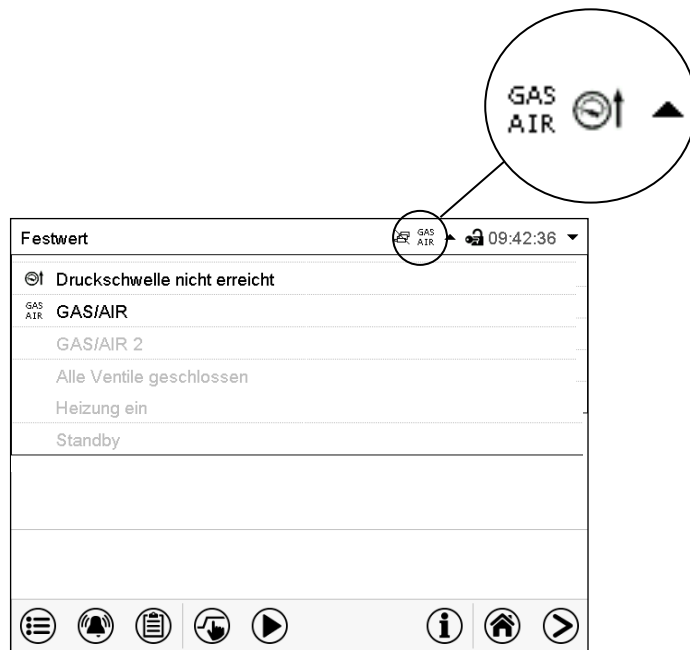 GAS
AIR
Festwert GAS AIR 09:42:36
Druckschwelle nicht erreicht
GAS AIR GAS/AIR
GAS/AIR 2
Alle Ventile geschlossen
Heizung ein
Standby